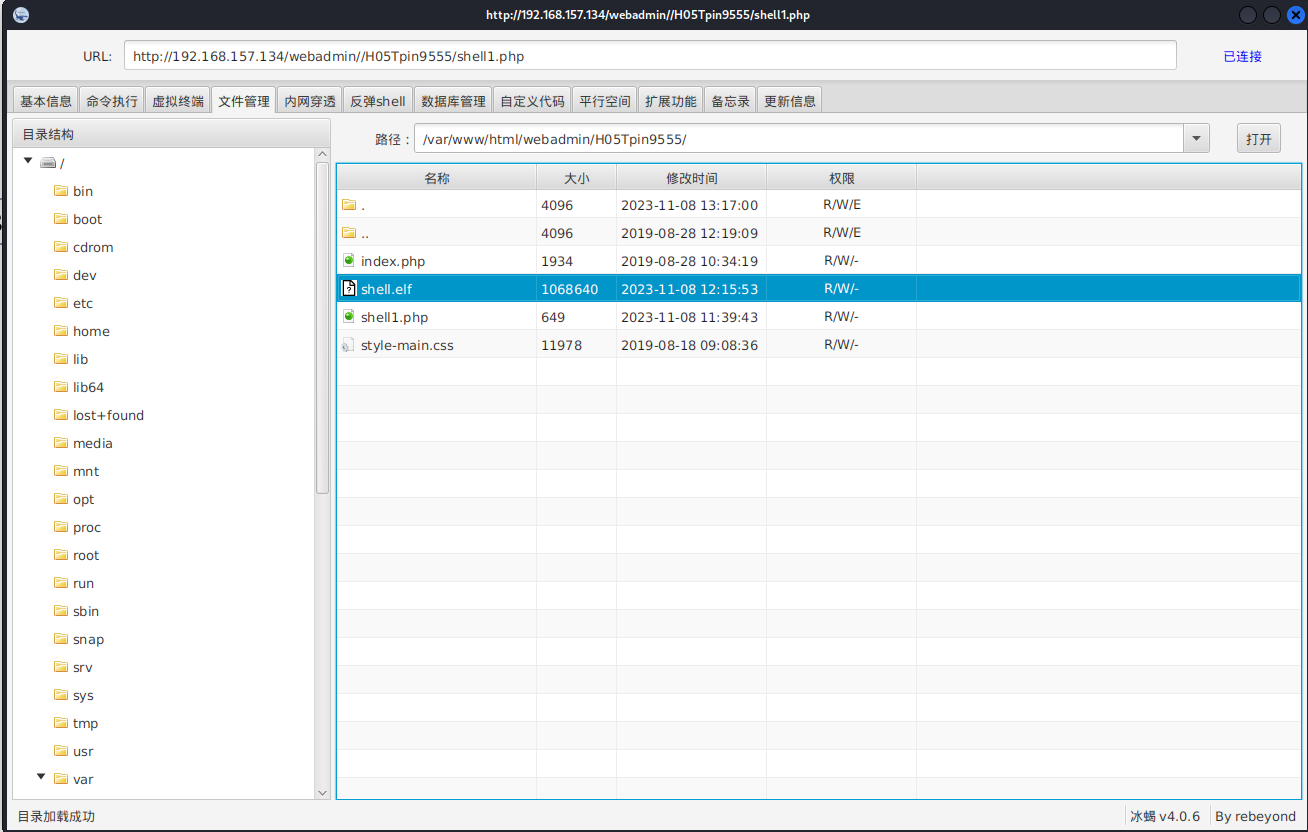 http://192.168.157.134/webadmin//H05Tpin9555/shell1.php
URL: http://192.168.157.134/webadmin//H05Tpin9555/shell1.php 已连接
基本信息 命令执行 虚拟终端 文件管理 内网穿透 反弹shell 数据库管理 自定义代码 平行空间 扩展功能 备忘录 更新信息
目录结构
/
bin
boot
cdrom
dev
etc
home
lib
lib64
lost+found
media
mnt
opt
proc
root
run
sbin
snap
srv
sys
tmp
usr
var
路径： /var/www/html/webadmin/H05Tpin9555/ 打开
名称 大小 修改时间 权限
. 4096 2023-11-08 13:17:00 R/W/E
.. 4096 2019-08-28 12:19:09 R/W/E
index.php 1934 2019-08-28 10:34:19 R/W/-
shell.elf 1068640 2023-11-08 12:15:53 R/W/-
shell1.php 649 2023-11-08 11:39:43 R/W/-
style-main.css 11978 2019-08-18 09:08:36 R/W/-
目录加载成功 冰蝎 v4.0.6 By rebeyond